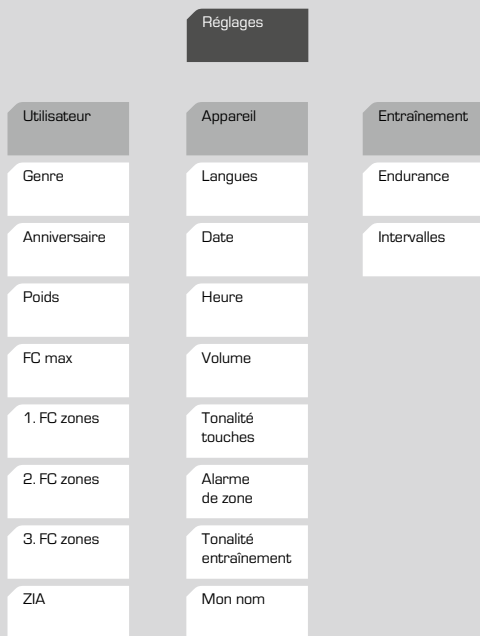 Réglages
Utilisateur
Genre
Anniversaire
Poids
FC max
1. FC zones
2. FC zones
3. FC zones
ZIA
Appareil
Langues
Date
Heure
Volume
Tonalité
touches
Alarme
de zone
Tonalité
entraînement
Mon nom
Entraînement
Endurance
Intervalles